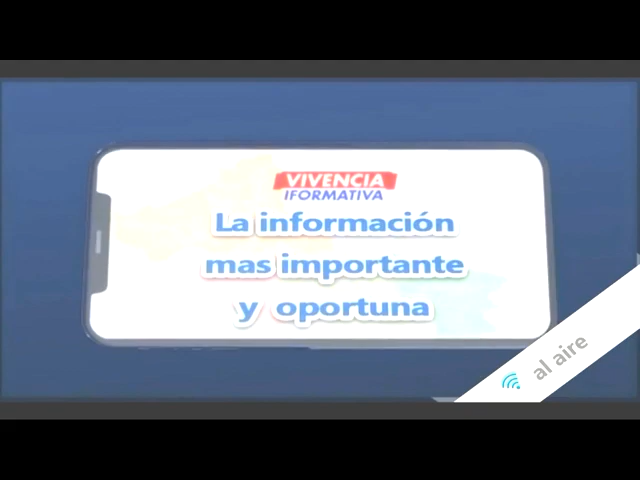 VIVENCIA
IFORMATIVA
La información
mas importante
y oportuna
al aire